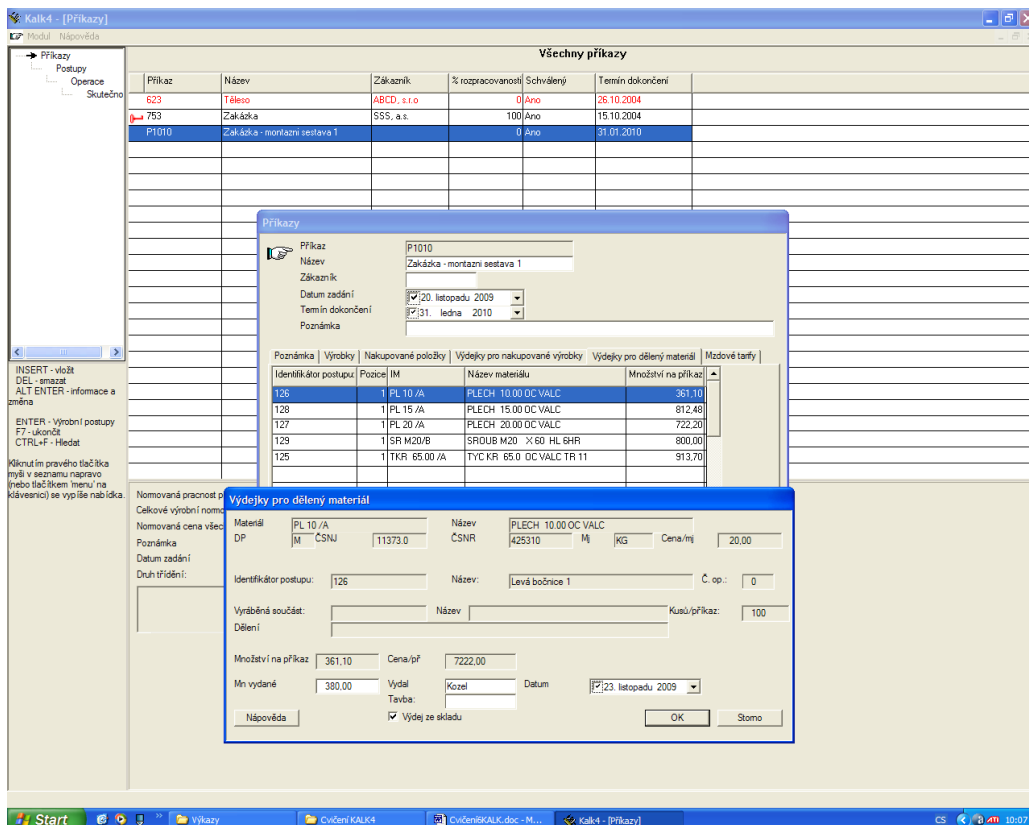 Kalk4 - [Příkazy]
Modul Nápověda
Příkazy
Postupy
Operace
Skutečno
INSERT - vložit
DEL - smazat
ALT ENTER - informace a
změna
ENTER - Výrobní postupy
F7 - ukončit
CTRL+F - Hledat
Kliknutím pravého tlačítka
myši v seznamu napravo
(nebo tlačítkem 'menu' na
klávesnici) se vypíše nabídka.
Všechny příkazy
Příkaz Název Zákazník % rozpracovanosti Schválený Termín dokončení
623 Těleso ABCD, s.r.o 0 Ano 26.10.2004
753 Zakázka SSS, a.s. 100 Ano 15.10.2004
P1010 Zakázka - montazni sestava 1 0 Ano 31.01.2010
Příkazy
Příkaz P1010
Název Zakázka - montazni sestava 1
Zákazník
Datum zadání 20. listopadu 2009
Termín dokončení 31. ledna 2010
Poznámka
Poznámka Výrobky Nakupované položky Výdejky pro nakupované výrobky Výdejky pro dělený materiál Mzdové tarify
Identifikátor postupu: Pozice IM Název materiálu Množství na příkaz
126 1 PL 10 /A PLECH 10.00 OC VALC 361,10
128 1 PL 15 /A PLECH 15.00 OC VALC 812,48
127 1 PL 20 /A PLECH 20.00 OC VALC 722,20
129 1 SR M20/B SROUB M20 X 60 HL 6HR 800,00
125 1 TKR 65.00 /A TYC KR 65.0 OC VALC TR 11 913,70
Normovaná pracnost p
Celkové výrobní normo
Normovaná cena všec
Poznámka
Datum zadání
Druh třídění:
Výdejky pro dělený materiál
Materiál PL 10 /A Název PLECH 10.00 OC VALC
DP M ČSNJ 11373.0 ČSNR 425310 Mj KG Cena/mj 20,00
Identifikátor postupu: 126 Název: Levá bočnice 1 Č. op.: 0
Vyráběná součást: Název Kusů/příkaz: 100
Dělení
Množství na příkaz 361,10 Cena/př 7222,00
Mn vydané 380,00 Vydal Kozel Datum 23. listopadu 2009
Tavba:
Nápověda Výdej ze skladu OK Storno
Start Výkazy Cvičení KALK4 Cvičení6KALK.doc - M... Kalk4 - [Příkazy] CS 10:07